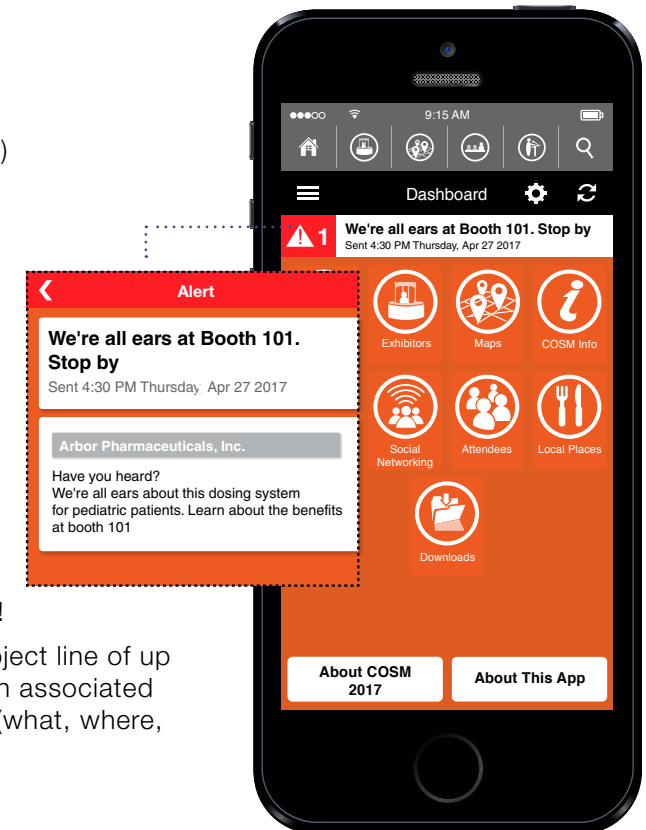 )
9:15 AM
Dashboard
1
We're all ears at Booth 101. Stop by
Sent 4:30 PM Thursday, Apr 27 2017
Alert
We're all ears at Booth 101.
Stop by
Sent 4:30 PM Thursday, Apr 27 2017
Arbor Pharmaceuticals, Inc.
Have you heard?
We're all ears about this dosing system
for pediatric patients. Learn about the benefits
at booth 101
Exhibitors
Maps
COSM Info
Social
Networking
Attendees
Local Places
Downloads
About COSM
2017
About This App
!
ject line of up
n associated
(what, where,